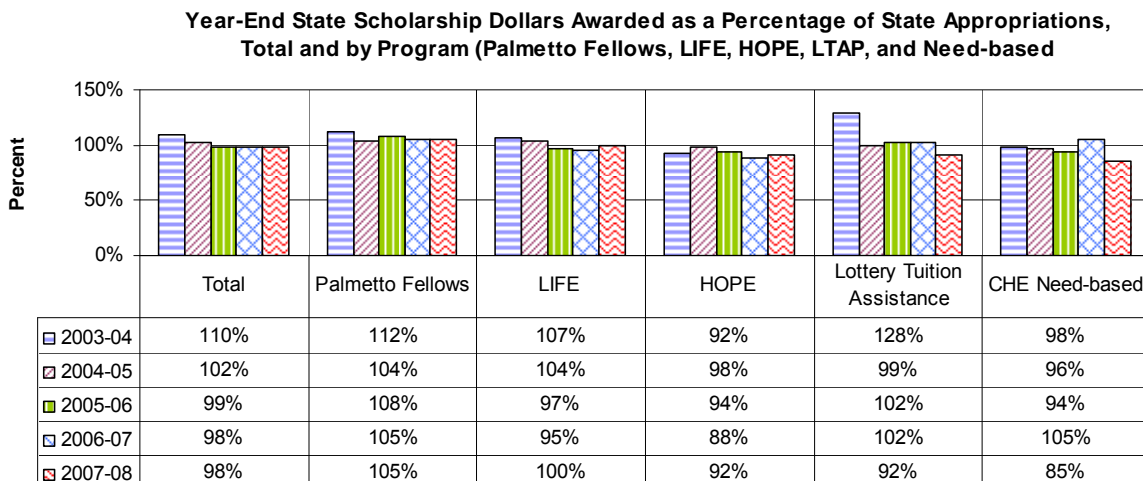 Year-End State Scholarship Dollars Awarded as a Percentage of State Appropriations,
Total and by Program (Palmetto Fellows, LIFE, HOPE, LTAP, and Need-based
Percent
150%
100%
50%
0%
Total Palmetto Fellows LIFE HOPE Lottery Tuition Assistance CHE Need-based
2003-04 110% 112% 107% 92% 128% 98%
2004-05 102% 104% 104% 98% 99% 96%
2005-06 99% 108% 97% 94% 102% 94%
2006-07 98% 105% 95% 88% 102% 105%
2007-08 98% 105% 100% 92% 92% 85%